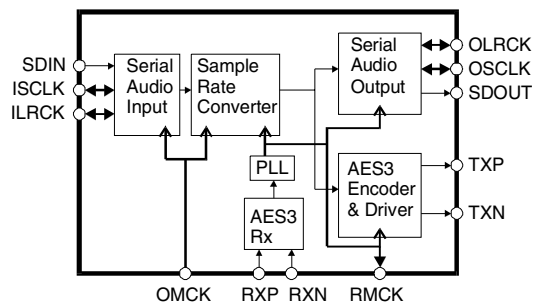 SDIN
ISCLK
ILRCK
Serial
Audio
Input
Sample
Rate
Converter
Serial
Audio
Output
OLRCK
OSCLK
SDOUT
PLL
AES3
Rx
AES3
Encoder
& Driver
TXP
TXN
OMCK
RXP
RXN
RMCK